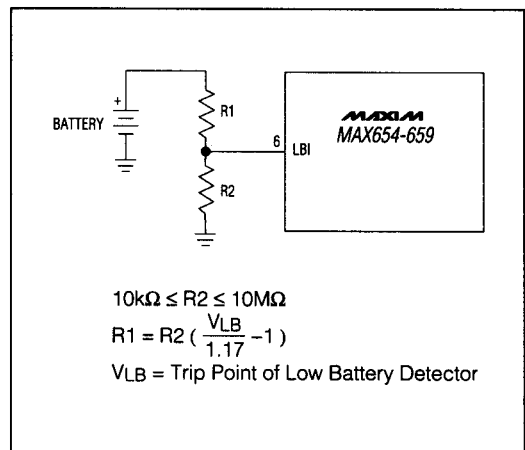 MAXIM
MAX654-659
BATTERY
+
R1
6
LBI
R2
10kΩ ≤ R2 ≤ 10MΩ
R1 = R2 ( VLB / 1.17 −1 )
VLB = Trip Point of Low Battery Detector